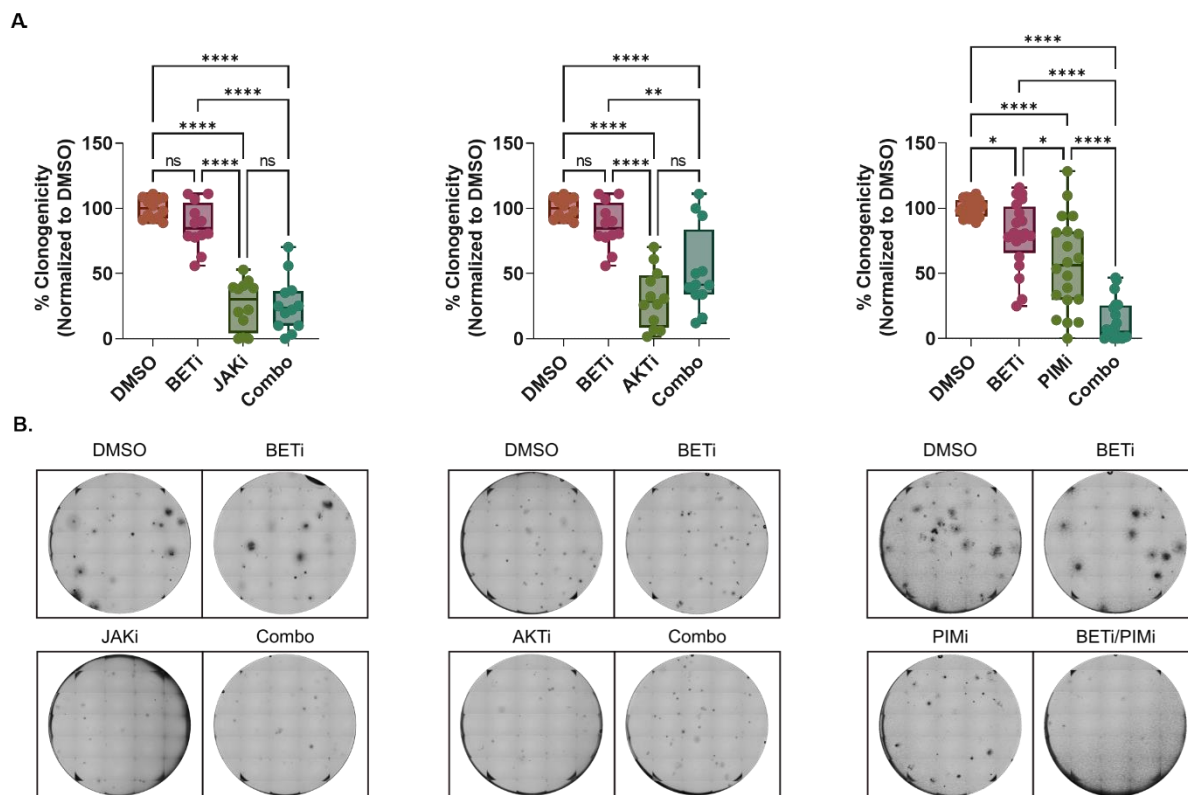 A.
****
****
****
ns
****
ns
150
100
50
0
% Clonogenicity
(Normalized to DMSO)
DMSO
BETi
JAKi
Combo
****
**
****
ns
****
ns
150
100
50
0
% Clonogenicity
(Normalized to DMSO)
DMSO
BETi
AKTi
Combo
****
****
****
*
*
****
150
100
50
0
% Clonogenicity
(Normalized to DMSO)
DMSO
BETi
PIMi
Combo
B.
DMSO
BETi
JAKi
Combo
DMSO
BETi
AKTi
Combo
DMSO
BETi
PIMi
BETi/PIMi